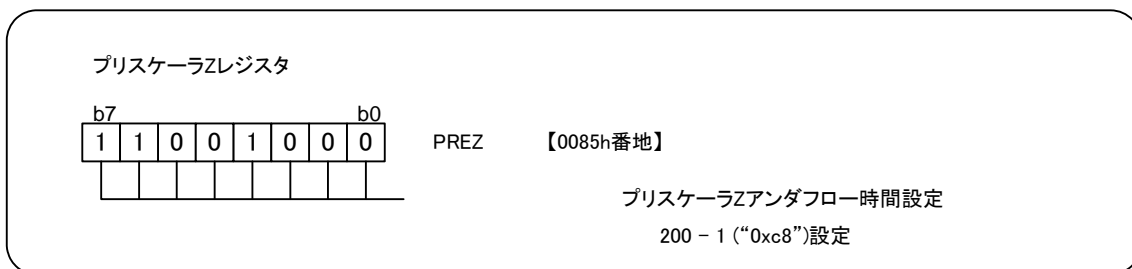 プリスケーラZレジスタ
b7 b0
1 1 0 0 1 0 0 0 PREZ 【0085h番地】
プリスケーラZアンダフロー時間設定
200 − 1 (“0xc8”)設定